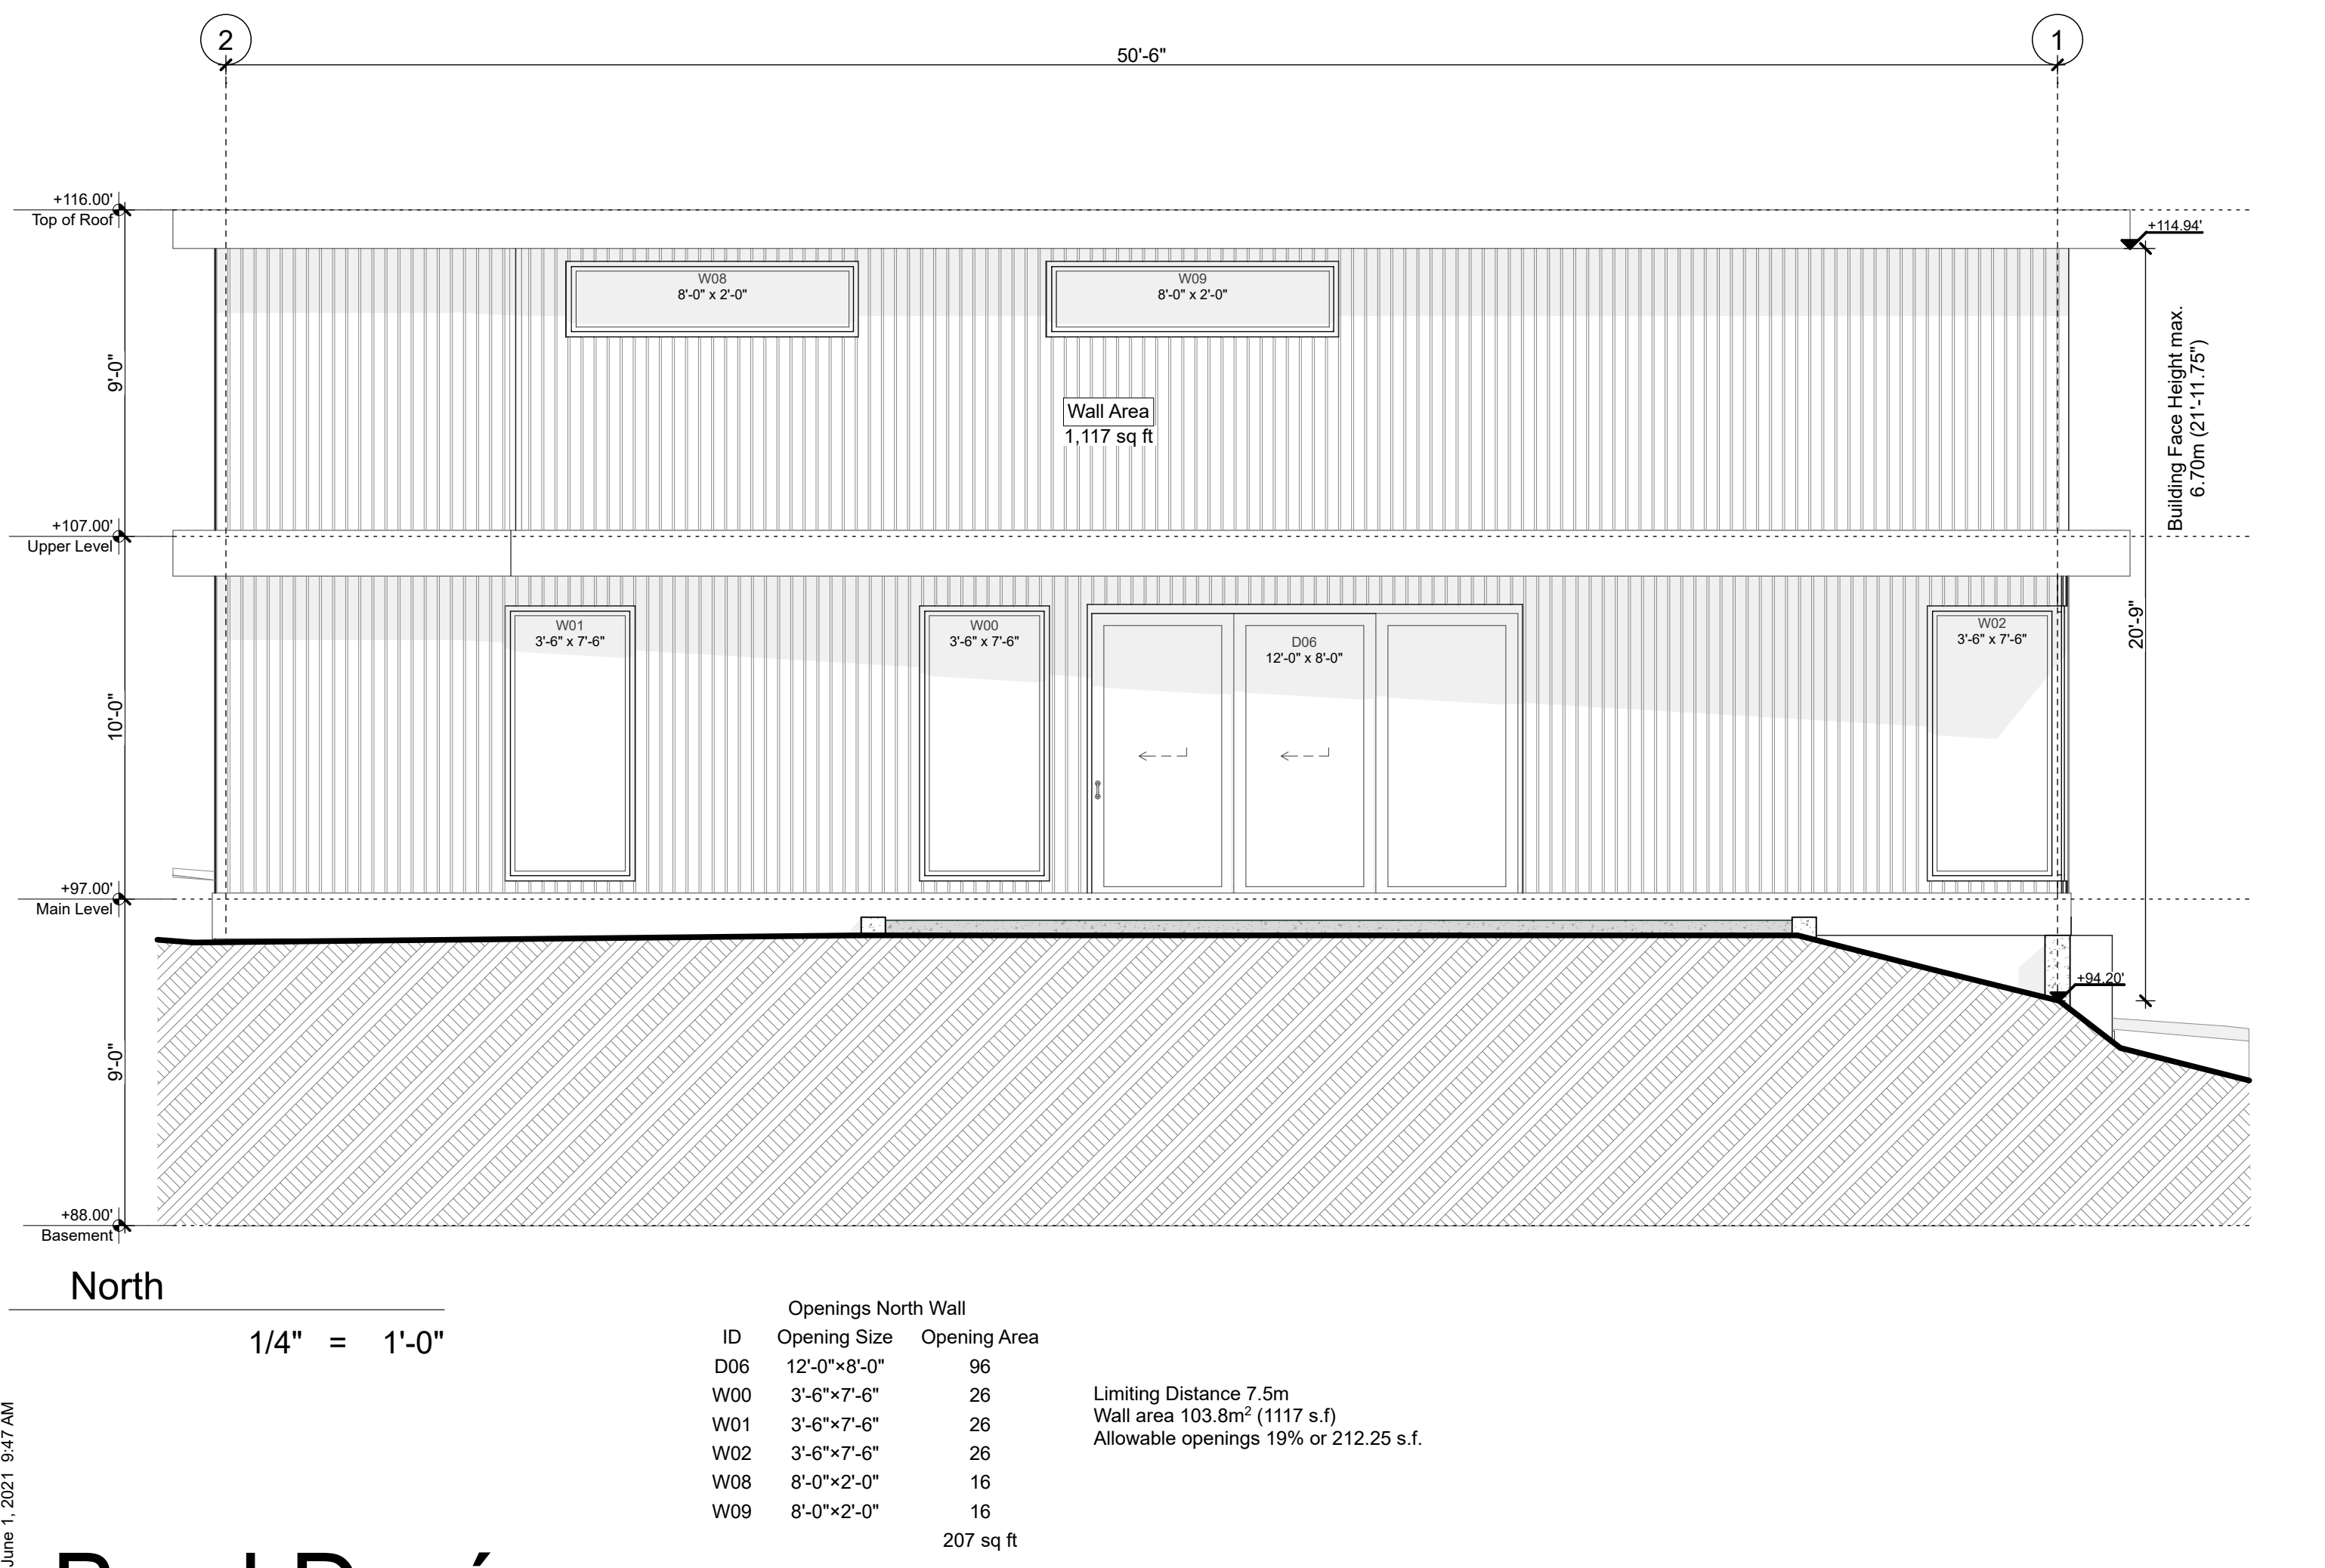 2
1
50'-6"
+116.00'
Top of Roof
+114.94'
W08
8'-0" x 2'-0"
W09
8'-0" x 2'-0"
9'-0"
Building Face Height max.
6.70m (21'-11.75")
Wall Area
1,117 sq ft
+107.00'
Upper Level
W01
3'-6" x 7'-6"
W00
3'-6" x 7'-6"
D06
12'-0" x 8'-0"
W02
3'-6" x 7'-6"
20'-9"
10'-0"
+97.00'
Main Level
+94.20'
9'-0"
+88.00'
Basement
North
1/4" = 1'-0"
Openings North Wall
ID Opening Size Opening Area
D06 12'-0"×8'-0" 96
W00 3'-6"×7'-6" 26
W01 3'-6"×7'-6" 26
W02 3'-6"×7'-6" 26
W08 8'-0"×2'-0" 16
W09 8'-0"×2'-0" 16
207 sq ft
Limiting Distance 7.5m
Wall area 103.8m² (1117 s.f)
Allowable openings 19% or 212.25 s.f.
June 1, 2021 9:47 AM